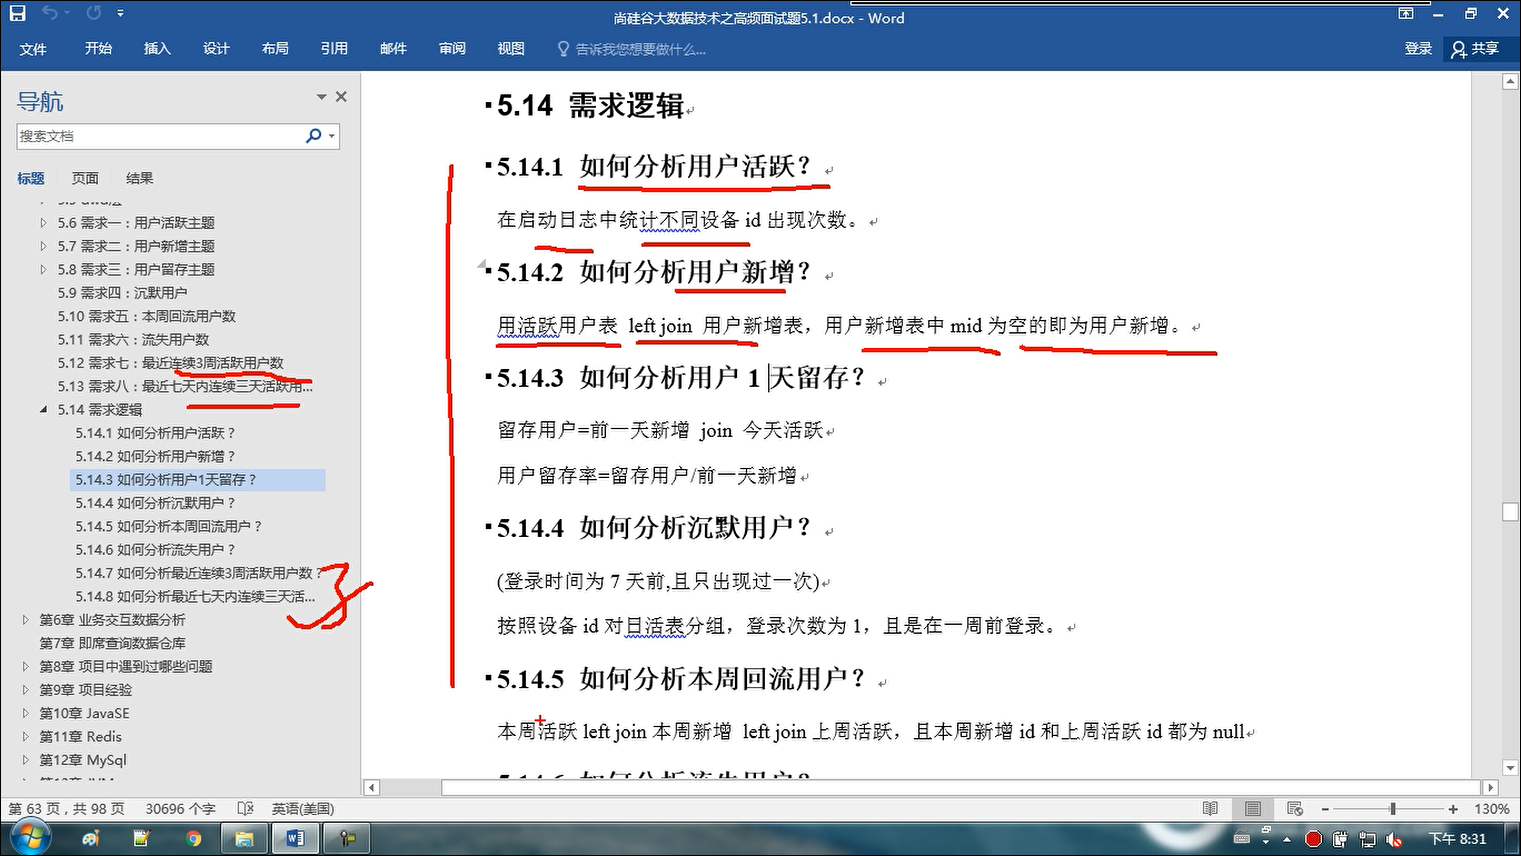 尚硅谷大数据技术之高频面试题5.1.docx - Word
文件 开始 插入 设计 布局 引用 邮件 审阅 视图 告诉我您想要做什么... 登录 共享
导航
搜索文档
标题 页面 结果
5.6 需求一：用户活跃主题
5.7 需求二：用户新增主题
5.8 需求三：用户留存主题
5.9 需求四：沉默用户
5.10 需求五：本周回流用户数
5.11 需求六：流失用户数
5.12 需求七：最近连续3周活跃用户数
5.13 需求八：最近七天内连续三天活跃用...
5.14 需求逻辑
5.14.1 如何分析用户活跃？
5.14.2 如何分析用户新增？
5.14.3 如何分析用户1天留存？
5.14.4 如何分析沉默用户？
5.14.5 如何分析本周回流用户？
5.14.6 如何分析流失用户？
5.14.7 如何分析最近连续3周活跃用户数？
5.14.8 如何分析最近七天内连续三天活...
第6章 业务交互数据分析
第7章 即席查询数据仓库
第8章 项目中遇到过哪些问题
第9章 项目经验
第10章 JavaSE
第11章 Redis
第12章 MySql
5.14 需求逻辑
5.14.1 如何分析用户活跃？
在启动日志中统计不同设备 id 出现次数。
5.14.2 如何分析用户新增？
用活跃用户表 left join 用户新增表，用户新增表中 mid 为空的即为用户新增。
5.14.3 如何分析用户 1 天留存？
留存用户=前一天新增 join 今天活跃
用户留存率=留存用户/前一天新增
5.14.4 如何分析沉默用户？
(登录时间为 7 天前,且只出现过一次)
按照设备 id 对日活表分组，登录次数为 1，且是在一周前登录。
5.14.5 如何分析本周回流用户？
本周活跃 left join 本周新增 left join 上周活跃，且本周新增 id 和上周活跃 id 都为 null
5.14.6 如何分析流失用户？
第 63 页，共 98 页 30696 个字 英语(美国) 130%
下午 8:31